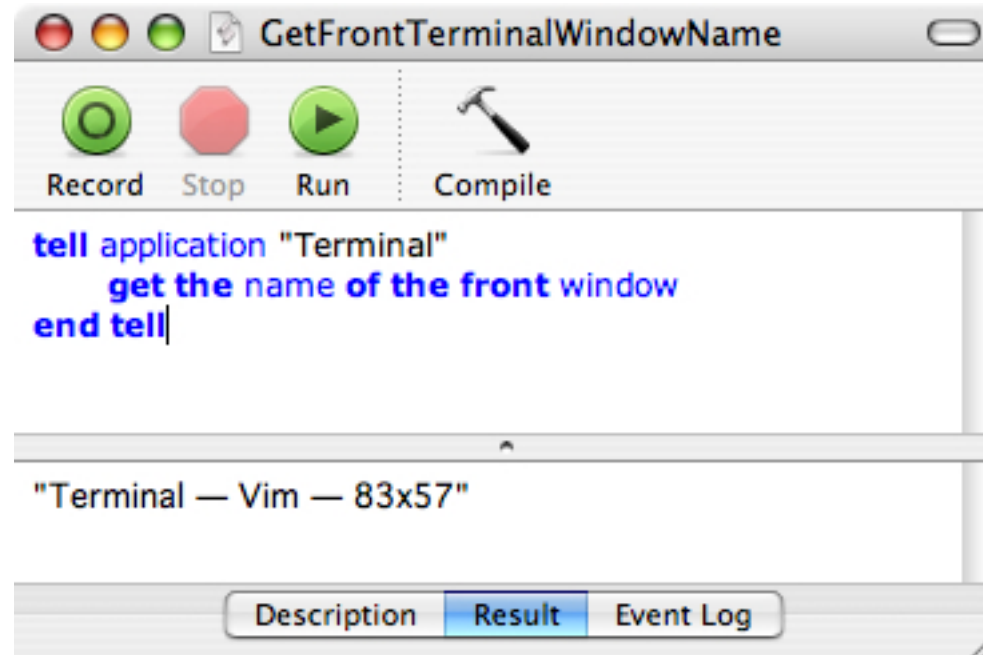 GetFrontTerminalWindowName
Record Stop Run Compile
tell application "Terminal"
get the name of the front window
end tell
"Terminal — Vim — 83x57"
Description Result Event Log